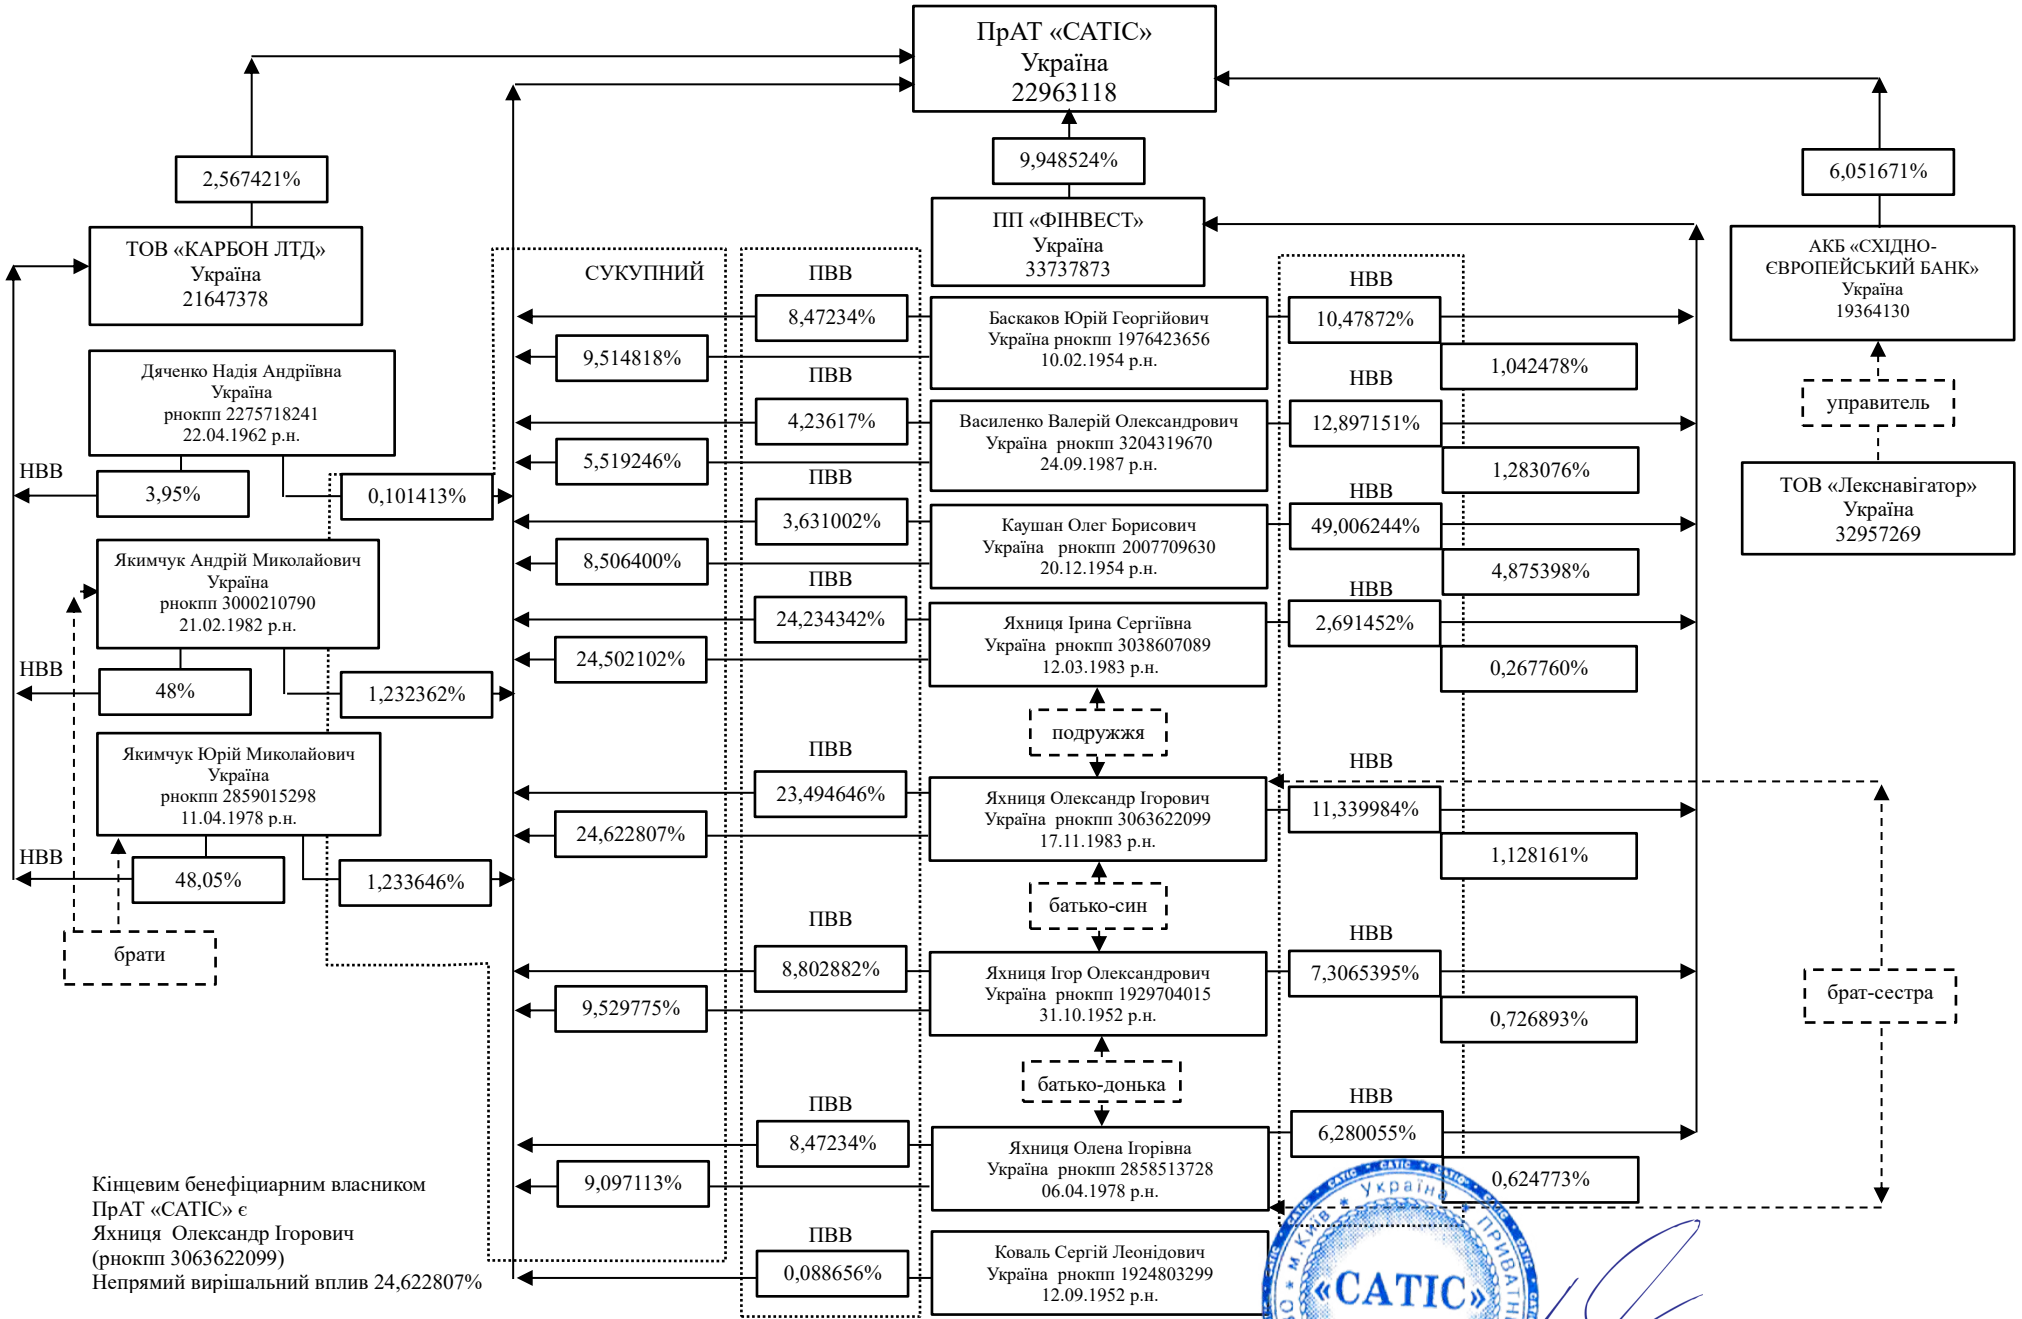 ПрАТ «САТІС»
Україна
22963118
2,567421%
9,948524%
6,051671%
ТОВ «КАРБОН ЛТД»
Україна
21647378
ПП «ФІНВЕСТ»
Україна
33737873
АКБ «СХІДНО-
ЄВРОПЕЙСЬКИЙ БАНК»
Україна
19364130
управитель
ТОВ «Лекснавігатор»
Україна
32957269
Дяченко Надія Андріївна
Україна
рнокпп 2275718241
22.04.1962 р.н.
НВВ
3,95%
0,101413%
Якимчук Андрій Миколайович
Україна
рнокпп 3000210790
21.02.1982 р.н.
НВВ
48%
1,232362%
Якимчук Юрій Миколайович
Україна
рнокпп 2859015298
11.04.1978 р.н.
НВВ
48,05%
1,233646%
брати
СУКУПНИЙ
ПВВ
НВВ
8,47234%
Баскаков Юрій Георгійович
Україна рнокпп 1976423656
10.02.1954 р.н.
10,47872%
9,514818%
1,042478%
ПВВ
НВВ
4,23617%
Василенко Валерій Олександрович
Україна рнокпп 3204319670
24.09.1987 р.н.
12,897151%
5,519246%
1,283076%
ПВВ
НВВ
3,631002%
Каушан Олег Борисович
Україна рнокпп 2007709630
20.12.1954 р.н.
49,006244%
8,506400%
4,875398%
ПВВ
НВВ
24,234342%
Яхниця Ірина Сергіївна
Україна рнокпп 3038607089
12.03.1983 р.н.
2,691452%
24,502102%
0,267760%
подружжя
ПВВ
НВВ
23,494646%
Яхниця Олександр Ігорович
Україна рнокпп 3063622099
17.11.1983 р.н.
11,339984%
24,622807%
1,128161%
батько-син
ПВВ
НВВ
8,802882%
Яхниця Ігор Олександрович
Україна рнокпп 1929704015
31.10.1952 р.н.
7,3065395%
9,529775%
0,726893%
брат-сестра
батько-донька
ПВВ
НВВ
8,47234%
Яхниця Олена Ігорівна
Україна рнокпп 2858513728
06.04.1978 р.н.
6,280055%
9,097113%
0,624773%
ПВВ
0,088656%
Коваль Сергій Леонідович
Україна рнокпп 1924803299
12.09.1952 р.н.
Кінцевим бенефіциарним власником
ПрАТ «САТІС» є
Яхниця Олександр Ігорович
(рнокпп 3063622099)
Непрямий вирішальний вплив 24,622807%
м.Київ * Україна *
«САТІС»